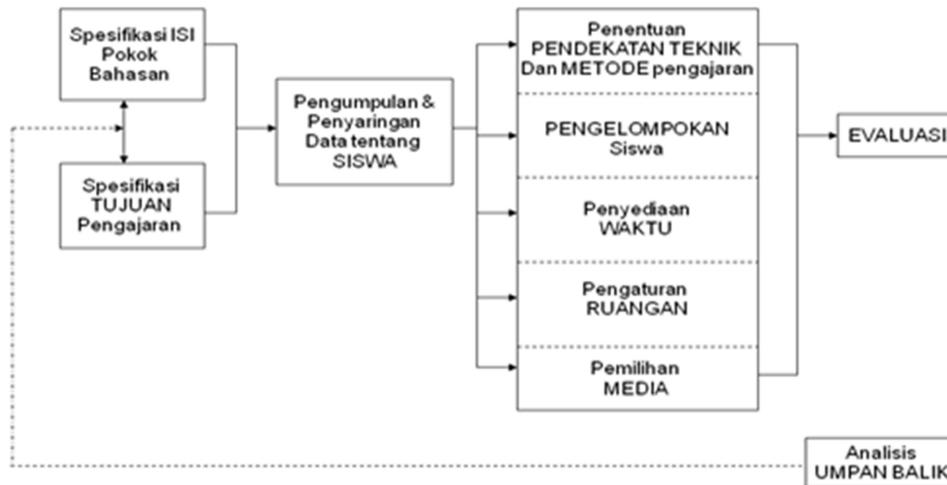 Spesifikasi ISI
Pokok
Bahasan
Spesifikasi
TUJUAN
Pengajaran
Pengumpulan &
Penyaringan
Data tentang
SISWA
Penentuan
PENDEKATAN TEKNIK
Dan METODE pengajaran
PENGELOMPOKAN
Siswa
Penyediaan
WAKTU
Pengaturan
RUANGAN
Pemilihan
MEDIA
EVALUASI
Analisis
UMPAN BALIK